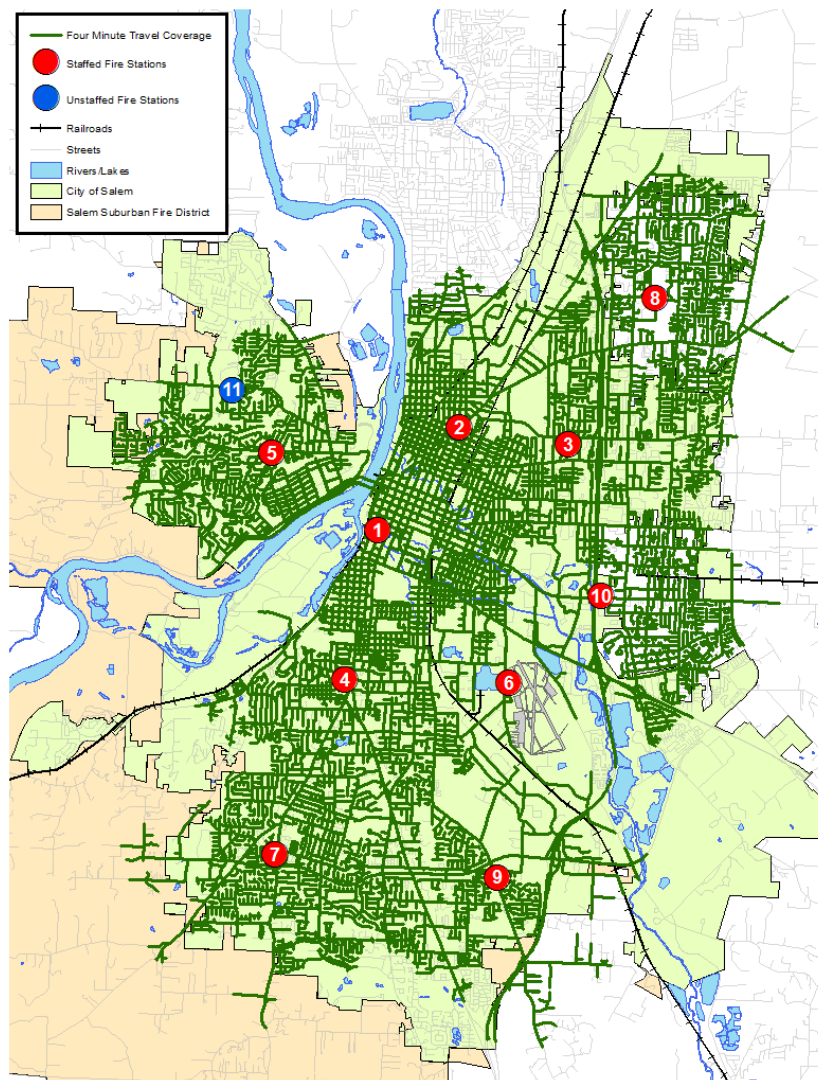 Four Minute Travel Coverage
Staffed Fire Stations
Unstaffed Fire Stations
Railroads
Streets
Rivers/Lakes
City of Salem
Salem Suburban Fire District
8
11
2
3
5
1
10
4
6
7
9